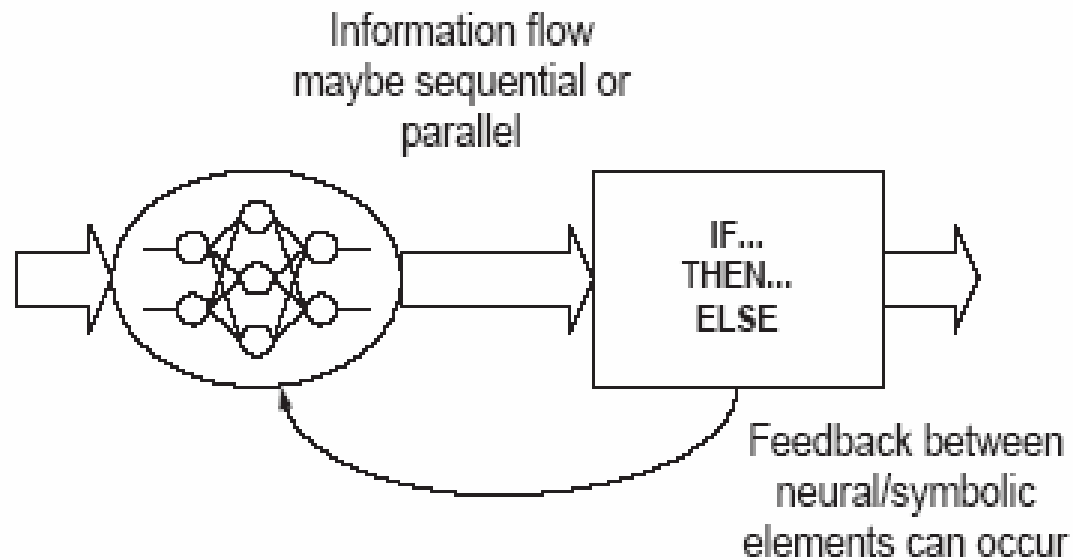 Information flow
maybe sequential or
parallel
IF...
THEN...
ELSE
Feedback between
neural/symbolic
elements can occur